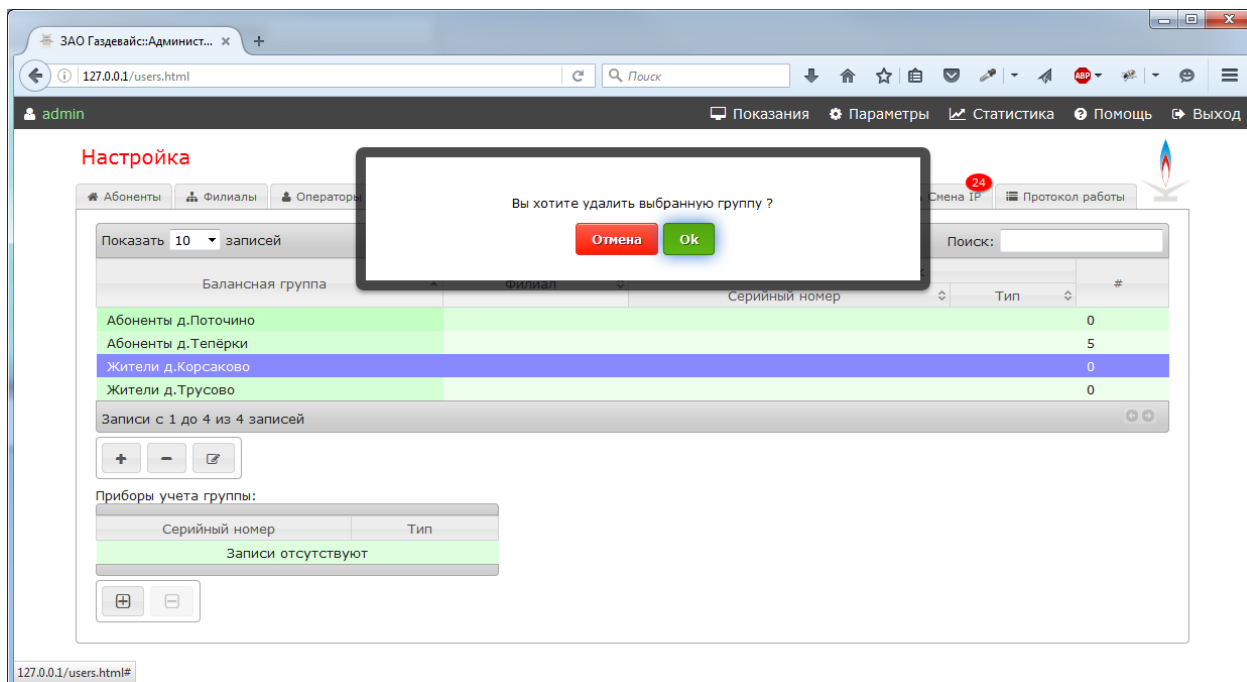 ЗАО Газдевайс::Админист...
127.0.0.1/users.html
Поиск
ABP
admin
Показания Параметры Статистика Помощь Выход
Настройка
Абоненты Филиалы Операторы Смена IP 24 Протокол работы
Вы хотите удалить выбранную группу ?
Отмена Ok
Показать 10 записей Поиск:
Балансная группа Филиал #
Серийный номер Тип
Абоненты д.Поточино 0
Абоненты д.Тепёрки 5
Жители д.Корсаково 0
Жители д.Трусово 0
Записи с 1 до 4 из 4 записей
Приборы учета группы:
Серийный номер Тип
Записи отсутствуют
127.0.0.1/users.html#